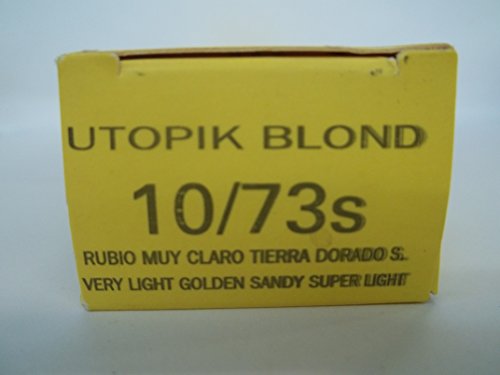 UTOPIK BLOND
10/73s
RUBIO MUY CLARO TIERRA DORADO S.
VERY LIGHT GOLDEN SANDY SUPER LIGHT